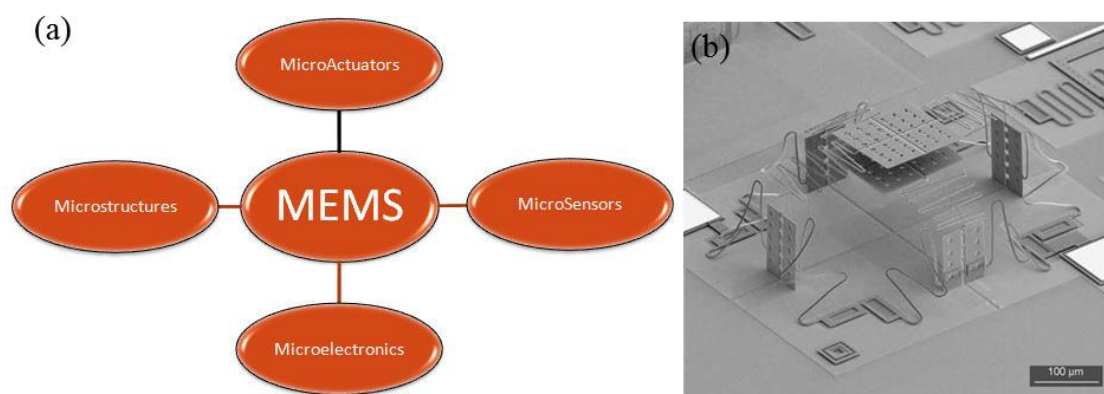 (a)
MicroActuators
Microstructures
MEMS
MicroSensors
Microelectronics
(b)
100 µm